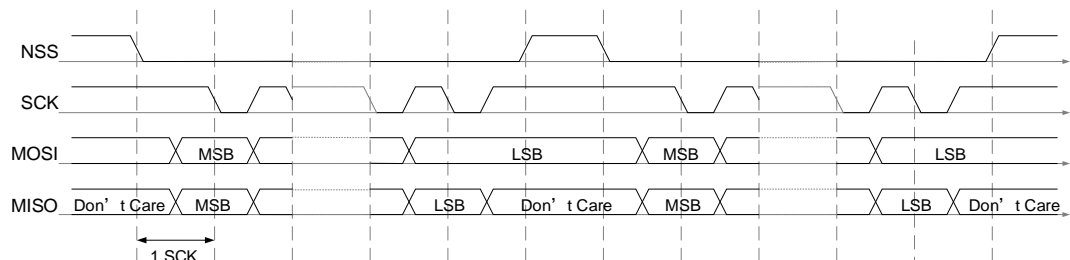 NSS
SCK
MOSI MSB LSB MSB LSB
MISO Don’t Care MSB LSB Don’t Care MSB LSB Don’t Care
1 SCK